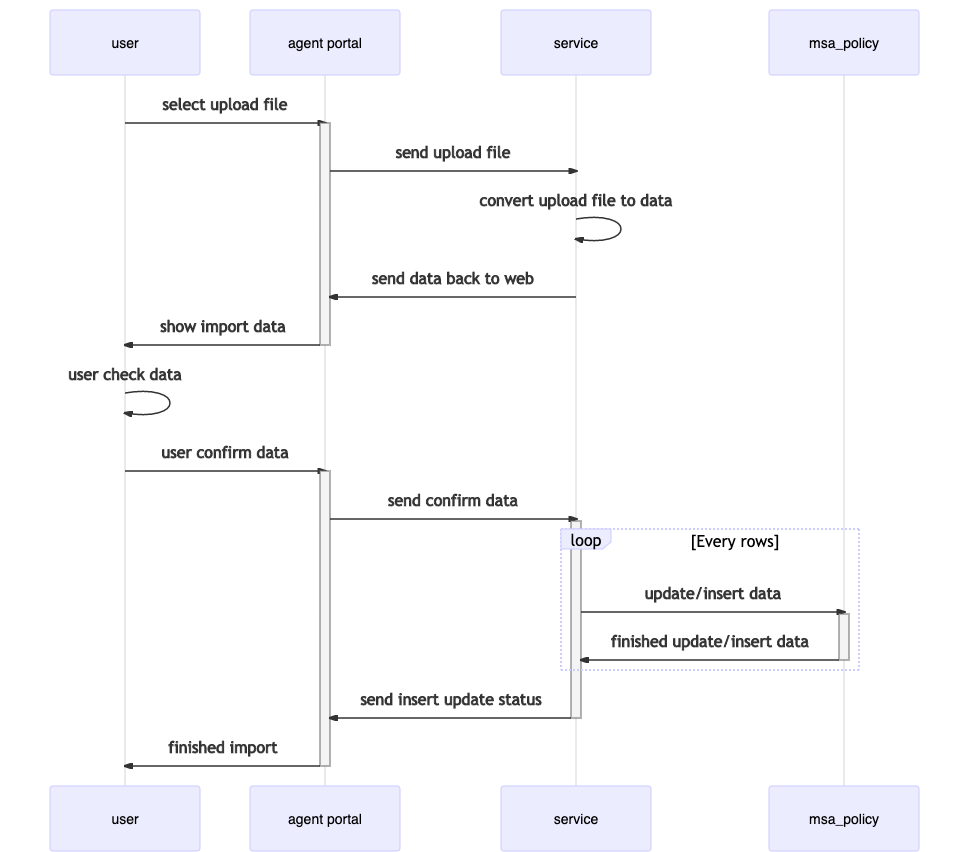 user
agent portal
service
msa_policy
select upload file
send upload file
convert upload file to data
send data back to web
show import data
user check data
user confirm data
send confirm data
loop
[Every rows]
update/insert data
finished update/insert data
send insert update status
finished import
user
agent portal
service
msa_policy